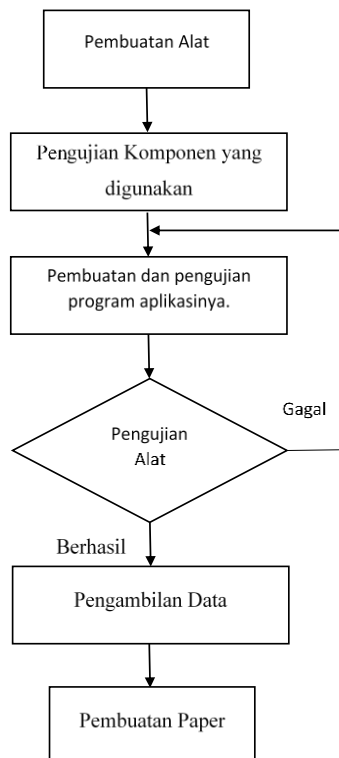 Pembuatan Alat
Pengujian Komponen yang
digunakan
Pembuatan dan pengujian
program aplikasinya.
Gagal
Pengujian
Alat
Berhasil
Pengambilan Data
Pembuatan Paper